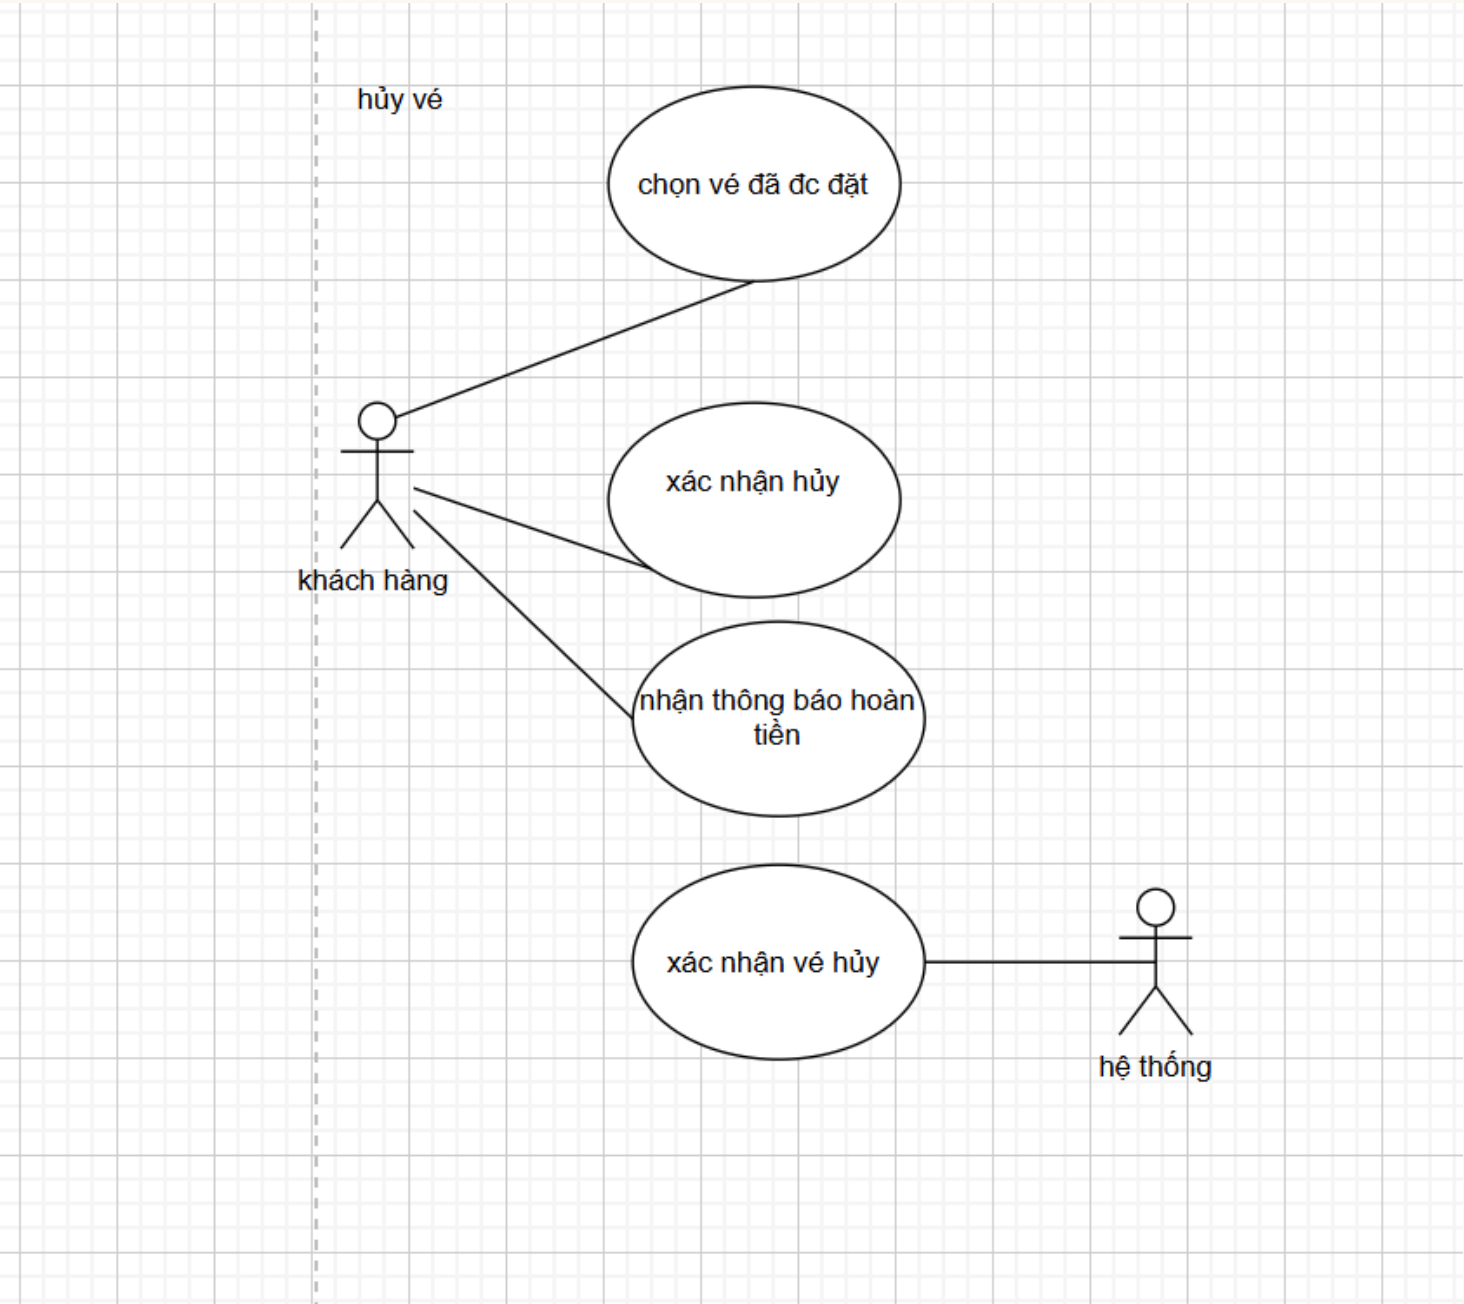 hủy vé
chọn vé đã đc đặt
xác nhận hủy
khách hàng
nhận thông báo hoàn
tiền
xác nhận vé hủy
hệ thống